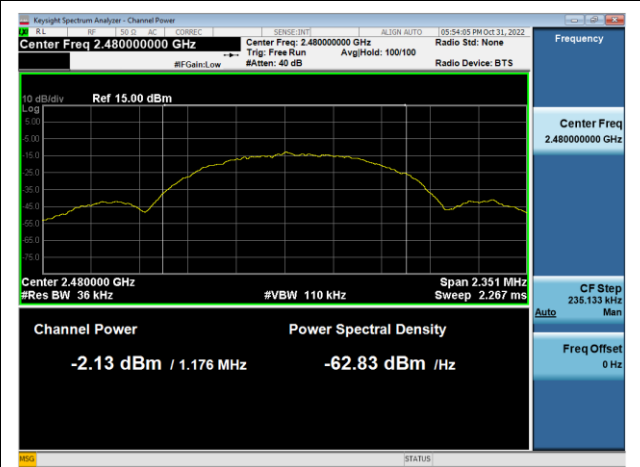 Keysight Spectrum Analyzer - Channel Power
RL RF 50 Ω AC CORREC SENSE:INT ALIGN AUTO 05:54:05 PM Oct 31, 2022
Center Freq 2.480000000 GHz
Center Freq: 2.480000000 GHz
Radio Std: None
Trig: Free Run Avg|Hold: 100/100
#IFGain:Low #Atten: 40 dB Radio Device: BTS
10 dB/div Ref 15.00 dBm
Log
5.00
-5.00
-15.0
-25.0
-35.0
-45.0
-55.0
-65.0
-75.0
Center 2.480000 GHz Span 2.351 MHz
#Res BW 36 kHz #VBW 110 kHz Sweep 2.267 ms
Channel Power Power Spectral Density
-2.13 dBm / 1.176 MHz -62.83 dBm /Hz
Frequency
Center Freq
2.480000000 GHz
CF Step
235.133 kHz
Auto Man
Freq Offset
0 Hz
MSG STATUS